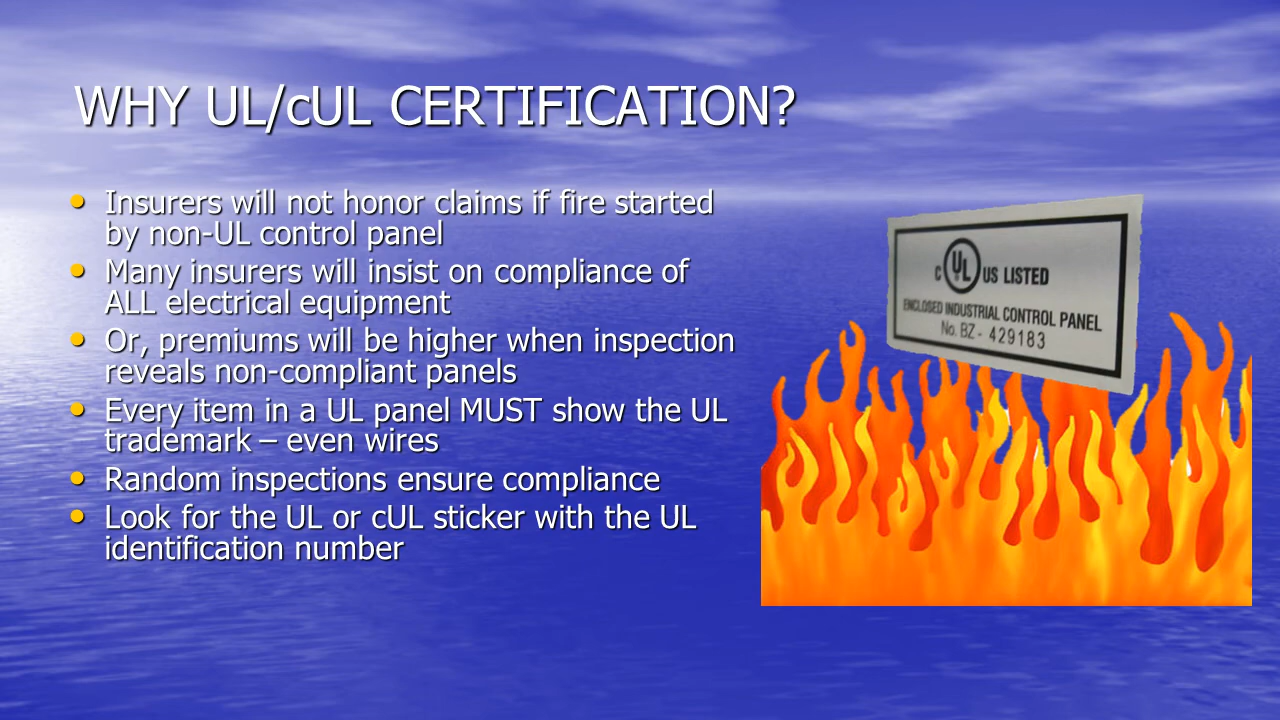 WHY UL/cUL CERTIFICATION?
• Insurers will not honor claims if fire started
by non-UL control panel
• Many insurers will insist on compliance of
ALL electrical equipment
• Or, premiums will be higher when inspection
reveals non-compliant panels
• Every item in a UL panel MUST show the UL
trademark – even wires
• Random inspections ensure compliance
• Look for the UL or cUL sticker with the UL
identification number
C UL US LISTED
ENCLOSED INDUSTRIAL CONTROL PANEL
No. BZ - 429183